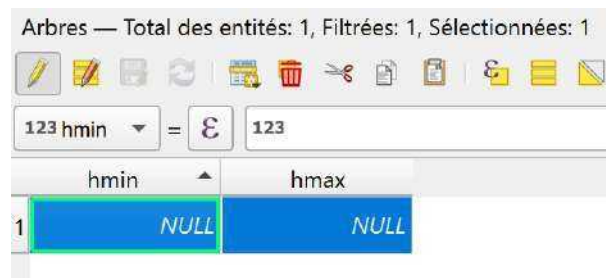 Arbres — Total des entités: 1, Filtrées: 1, Sélectionnées: 1
123 hmin = ε 123
hmin hmax
1 NULL NULL